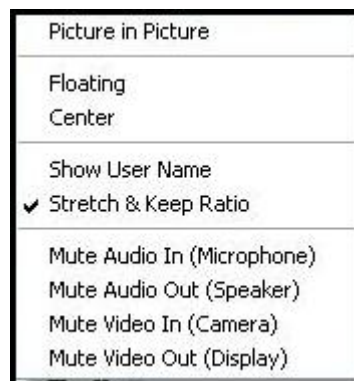 Picture in Picture
Floating
Center
Show User Name
Stretch & Keep Ratio
Mute Audio In (Microphone)
Mute Audio Out (Speaker)
Mute Video In (Camera)
Mute Video Out (Display)